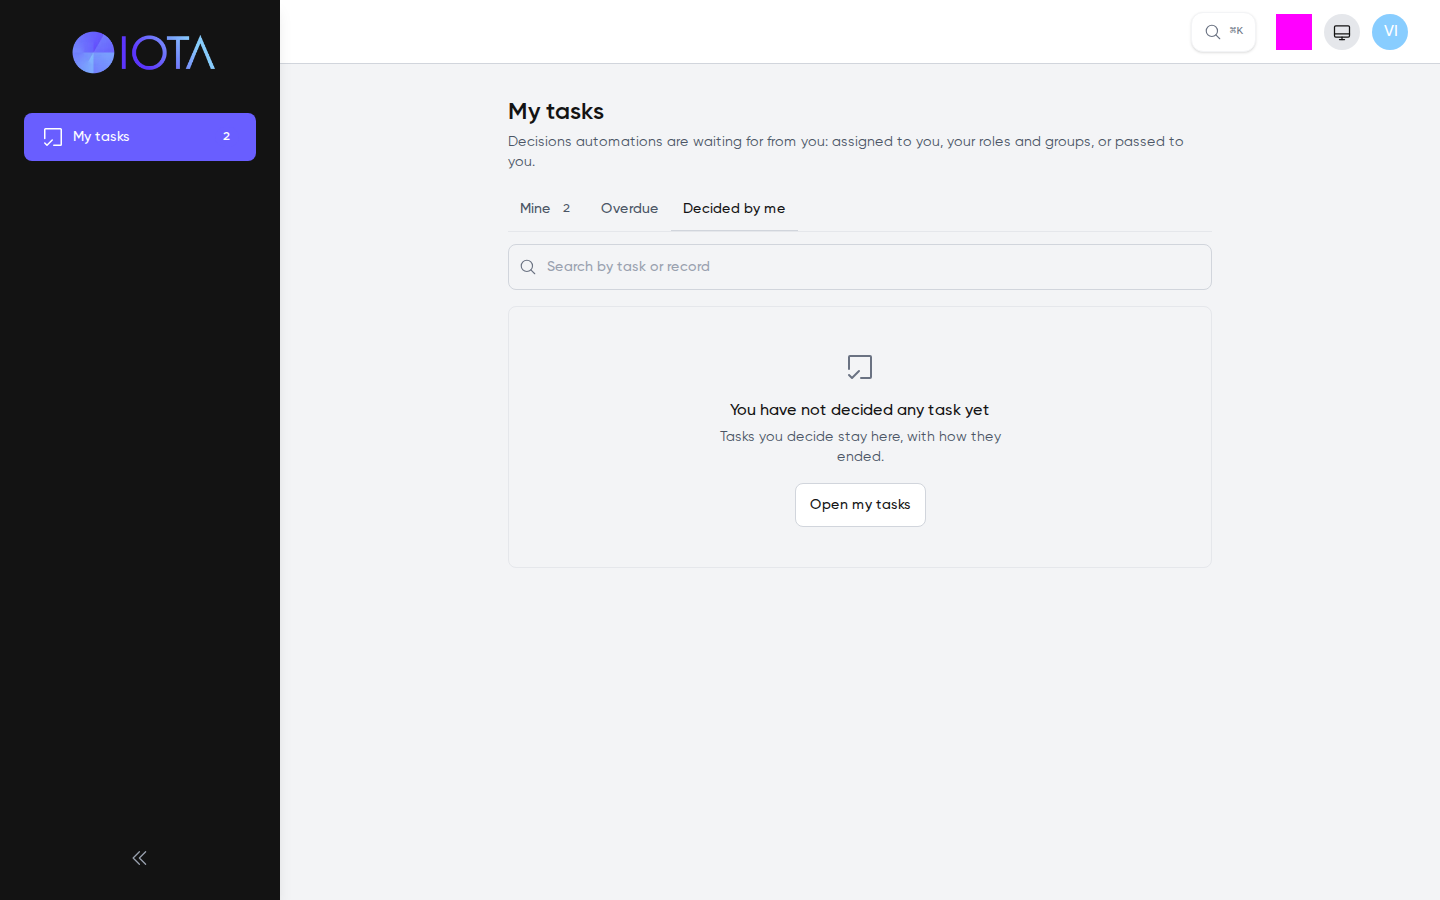 IOTA
⌘K
VI
My tasks 2
My tasks
Decisions automations are waiting for from you: assigned to you, your roles and groups, or passed to
you.
Mine 2 Overdue Decided by me
Search by task or record
You have not decided any task yet
Tasks you decide stay here, with how they
ended.
Open my tasks